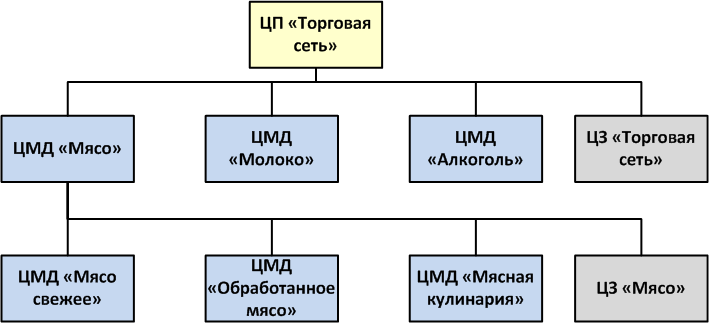 ЦП «Торговая
сеть»
ЦМД «Мясо»
ЦМД
«Молоко»
ЦМД
«Алкоголь»
ЦЗ «Торговая
сеть»
ЦМД «Мясо
свежее»
ЦМД
«Обработанное
мясо»
ЦМД «Мясная
кулинария»
ЦЗ «Мясо»